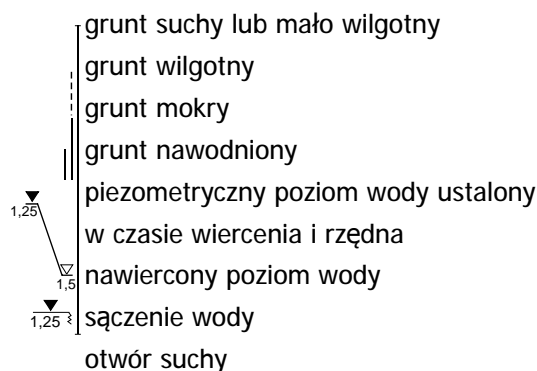 grunt suchy lub mało wilgotny
grunt wilgotny
grunt mokry
grunt nawodniony
piezometryczny poziom wody ustalony
1,25
w czasie wiercenia i rzędna
nawiercony poziom wody
1,5
sączenie wody
1,25
otwór suchy